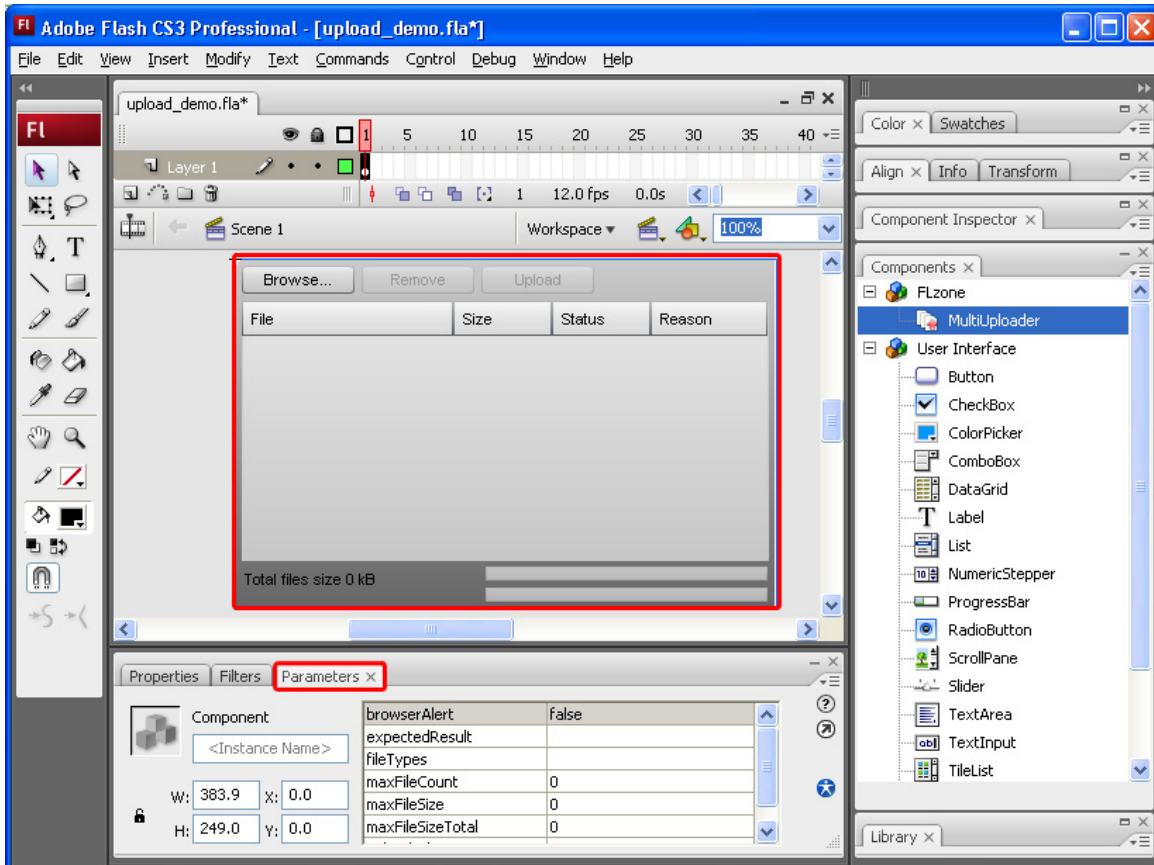 Fl Adobe Flash CS3 Professional - [upload_demo.fla*]
File Edit View Insert Modify Text Commands Control Debug Window Help
upload_demo.fla*
Fl
1 5 10 15 20 25 30 35 40
Layer 1
1 12.0 fps 0.0s
Scene 1 Workspace 100%
T
Browse... Remove Upload
File Size Status Reason
Total files size 0 kB
Properties Filters Parameters
Component
<Instance Name>
W: 383.9 X: 0.0
H: 249.0 Y: 0.0
browserAlert false
expectedResult
fileTypes
maxFileCount 0
maxFileSize 0
maxFileSizeTotal 0
Color Swatches
Align Info Transform
Component Inspector
Components
FLzone
MultiUploader
User Interface
Button
CheckBox
ColorPicker
ComboBox
DataGrid
Label
List
NumericStepper
ProgressBar
RadioButton
ScrollPane
Slider
TextArea
TextInput
TileList
Library